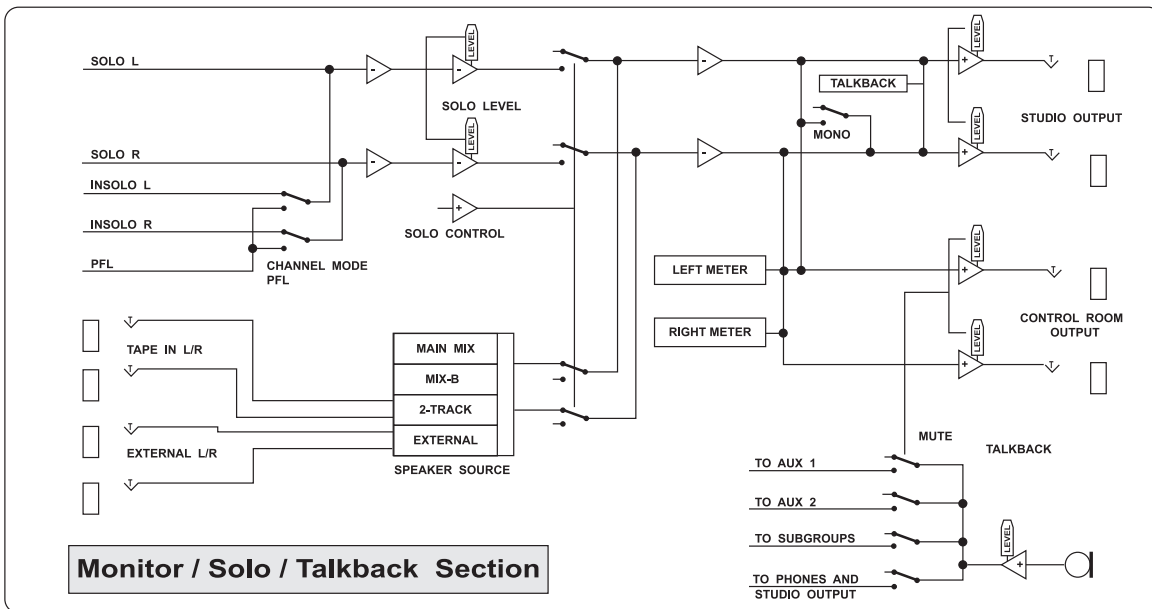 SOLO L
SOLO R
INSOLO L
INSOLO R
PFL
CHANNEL MODE
PFL
LEVEL
SOLO LEVEL
LEVEL
SOLO CONTROL
TAPE IN L/R
EXTERNAL L/R
MAIN MIX
MIX-B
2-TRACK
EXTERNAL
SPEAKER SOURCE
TALKBACK
MONO
LEFT METER
RIGHT METER
LEVEL
LEVEL
T
T
STUDIO OUTPUT
LEVEL
LEVEL
T
T
CONTROL ROOM
OUTPUT
T
T
T
T
MUTE
TALKBACK
TO AUX 1
TO AUX 2
TO SUBGROUPS
TO PHONES AND
STUDIO OUTPUT
LEVEL
-
-
-
-
+
-
-
+
+
+
+
+
Monitor / Solo / Talkback Section